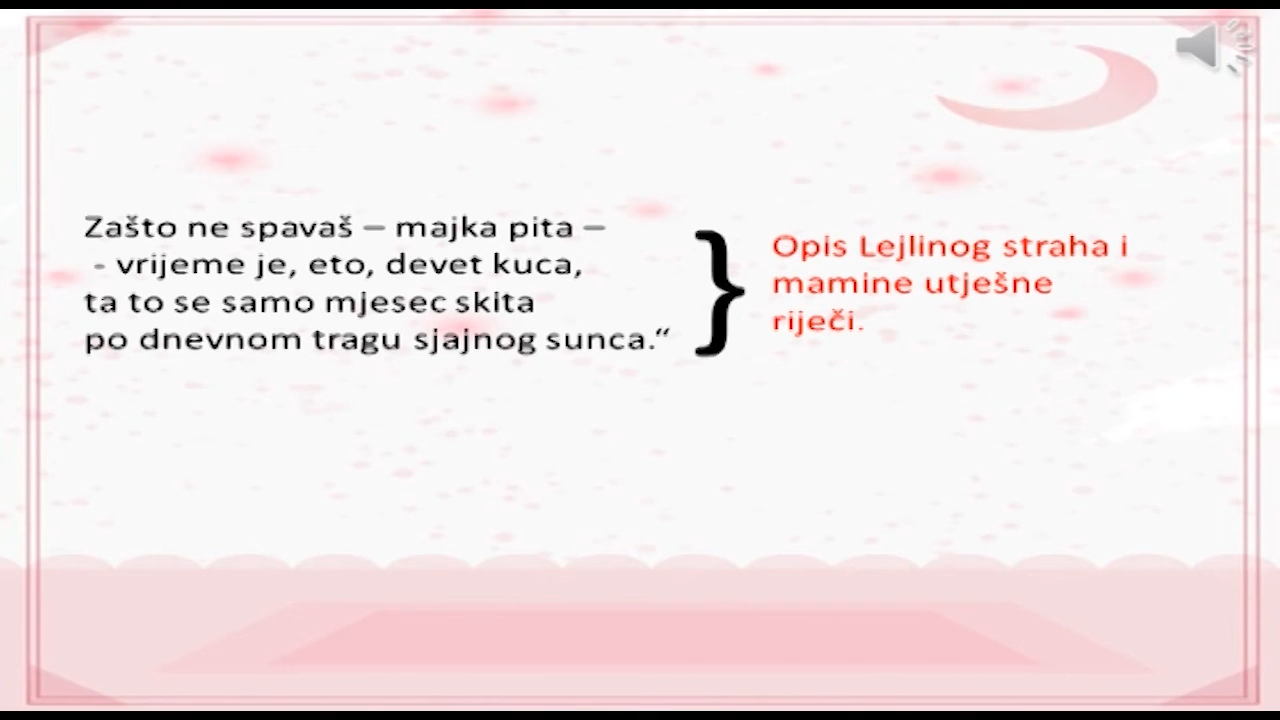 Zašto ne spavaš – majka pita –
- vrijeme je, eto, devet kuca,
ta to se samo mjesec skita
po dnevnom tragu sjajnog sunca.“
Opis Lejlinog straha i
mamine utješne
riječi.